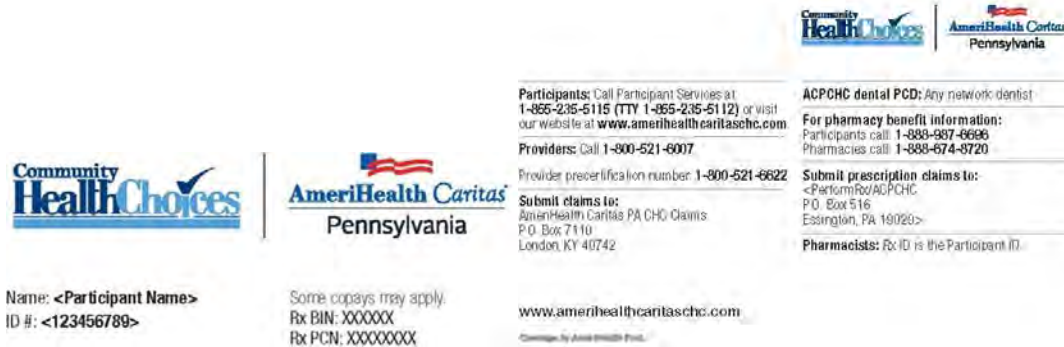 Community
HealthChoices
AmeriHealth Caritas
Pennsylvania
Name: <Participant Name>
ID #: <123456789>
Some copays may apply.
Rx BIN: XXXXXX
Rx PCN: XXXXXXXX
Participants: Call Participant Services at
1-855-235-5115 (TTY 1-855-235-5112) or visit
our website at www.amerihealthcaritaschc.com
Providers: Call 1-800-521-6007
Provider precertification number 1-800-521-6622
Submit claims to:
AmeriHealth Caritas PA CHC Claims
P.O. Box 7110
London, KY 40742
www.amerihealthcaritaschc.com
Community
HealthChoices
AmeriHealth Caritas
Pennsylvania
ACPCHC dental PCD: Any network dentist
For pharmacy benefit information:
Participants call: 1-888-987-6696
Pharmacies call: 1-888-674-8720
Submit prescription claims to:
<PerformRx/ACPCHC
P.O. Box 516
Essington, PA 19029>
Pharmacists: Rx ID is the Participant ID.